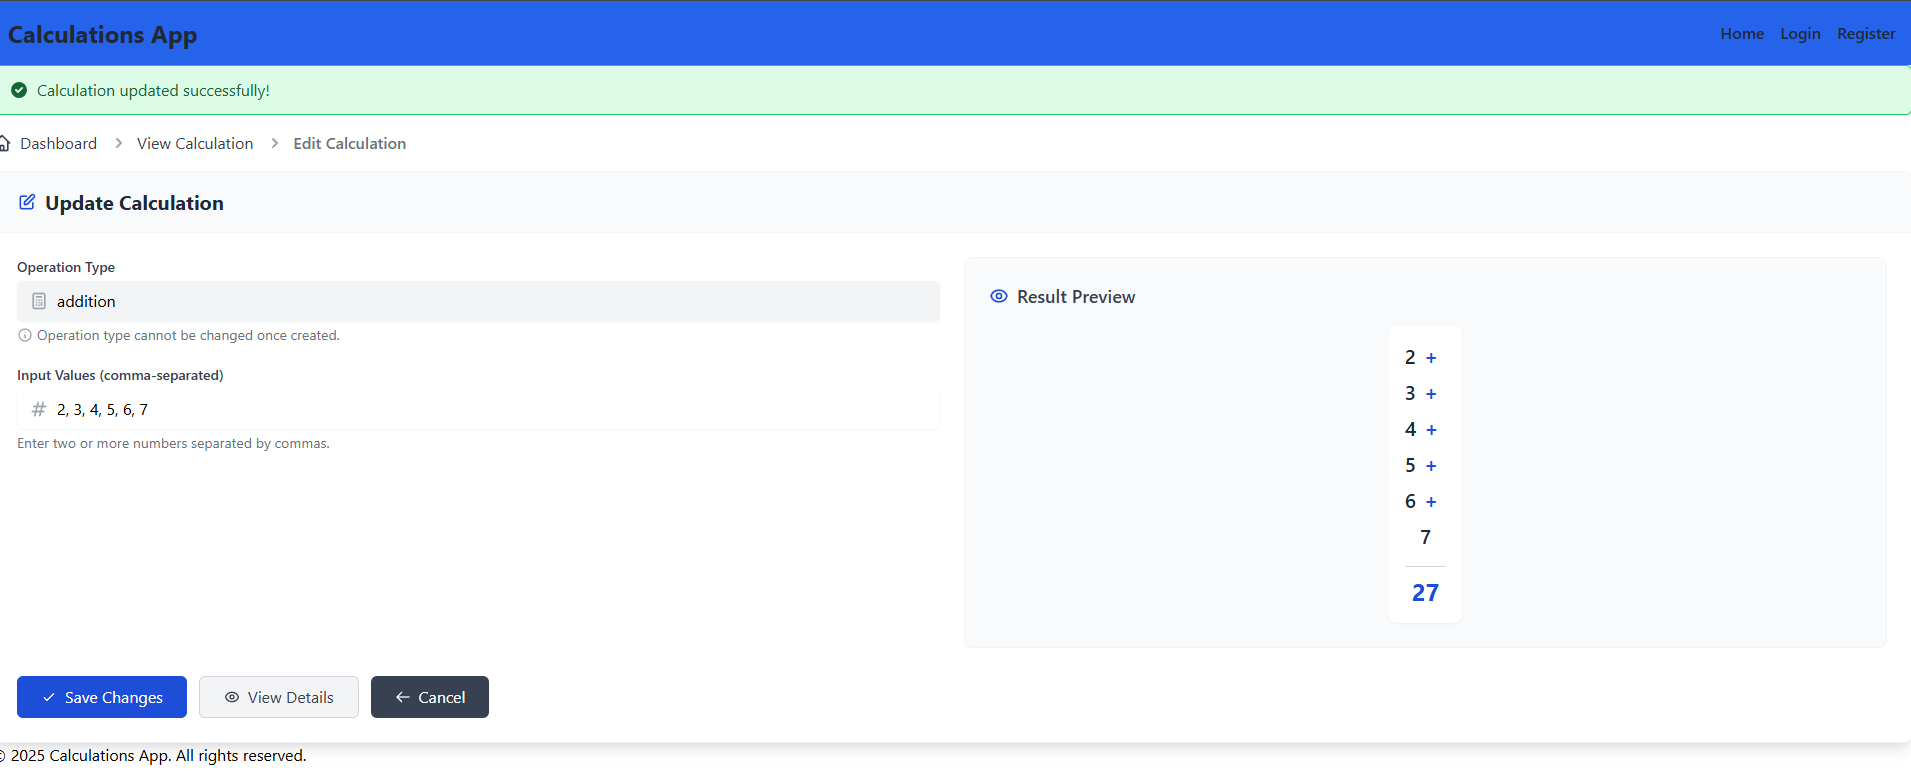 Calculations App
Home Login Register
Calculation updated successfully!
Dashboard > View Calculation > Edit Calculation
Update Calculation
Operation Type
addition
Operation type cannot be changed once created.
Input Values (comma-separated)
# 2, 3, 4, 5, 6, 7
Enter two or more numbers separated by commas.
Result Preview
2 +
3 +
4 +
5 +
6 +
7
27
Save Changes
View Details
Cancel
© 2025 Calculations App. All rights reserved.